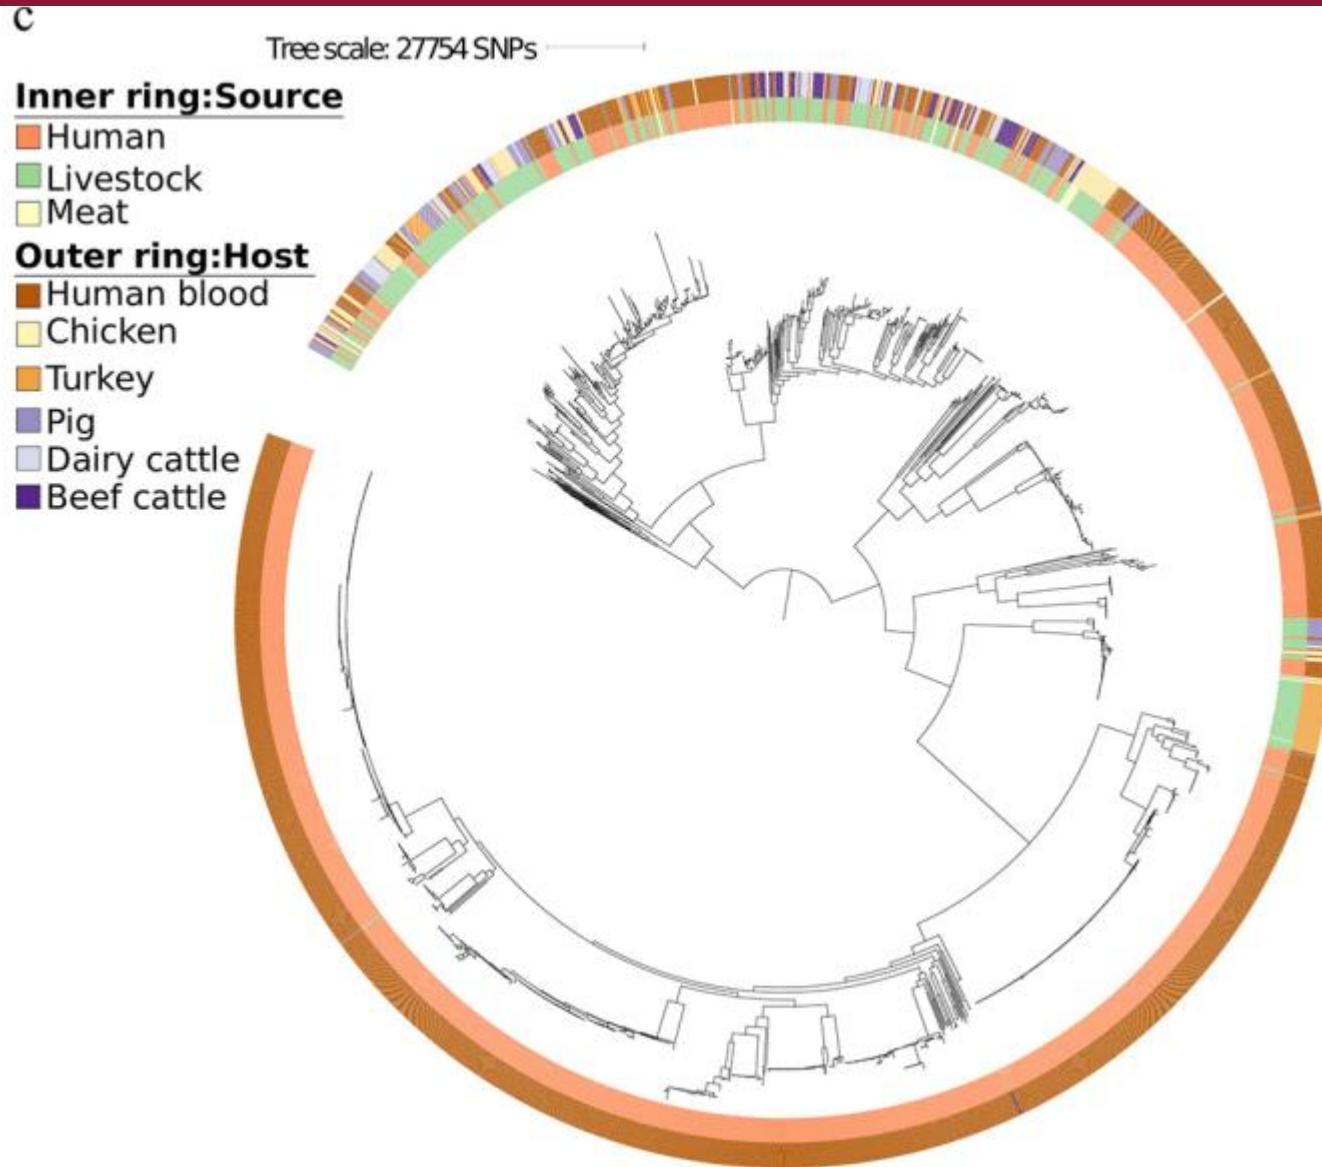 c
Tree scale: 27754 SNPs
Inner ring:Source
Human
Livestock
Meat
Outer ring:Host
Human blood
Chicken
Turkey
Pig
Dairy cattle
Beef cattle